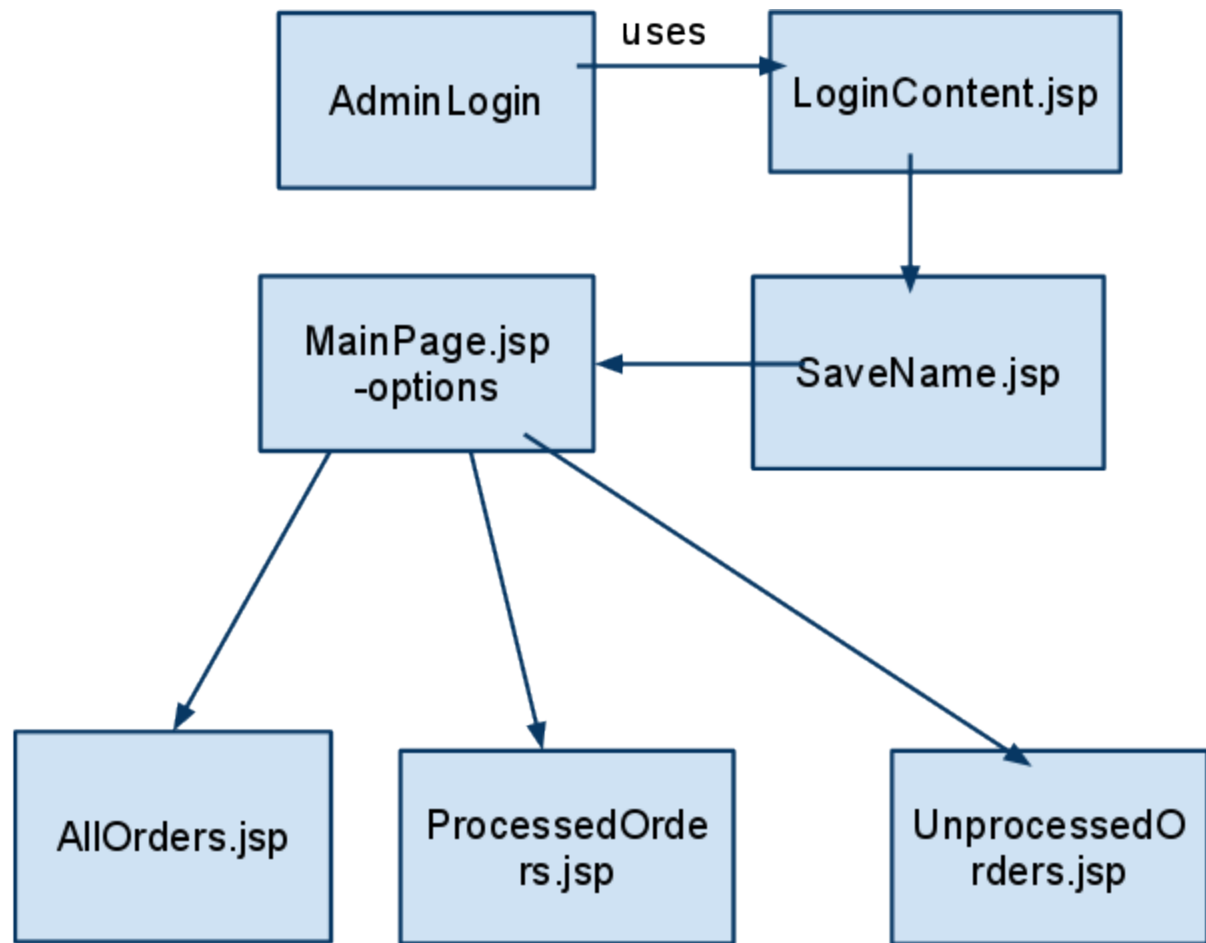 uses
AdminLogin
LoginContent.jsp
MainPage.jsp
-options
SaveName.jsp
AllOrders.jsp
ProcessedOrde
rs.jsp
UnprocessedO
rders.jsp